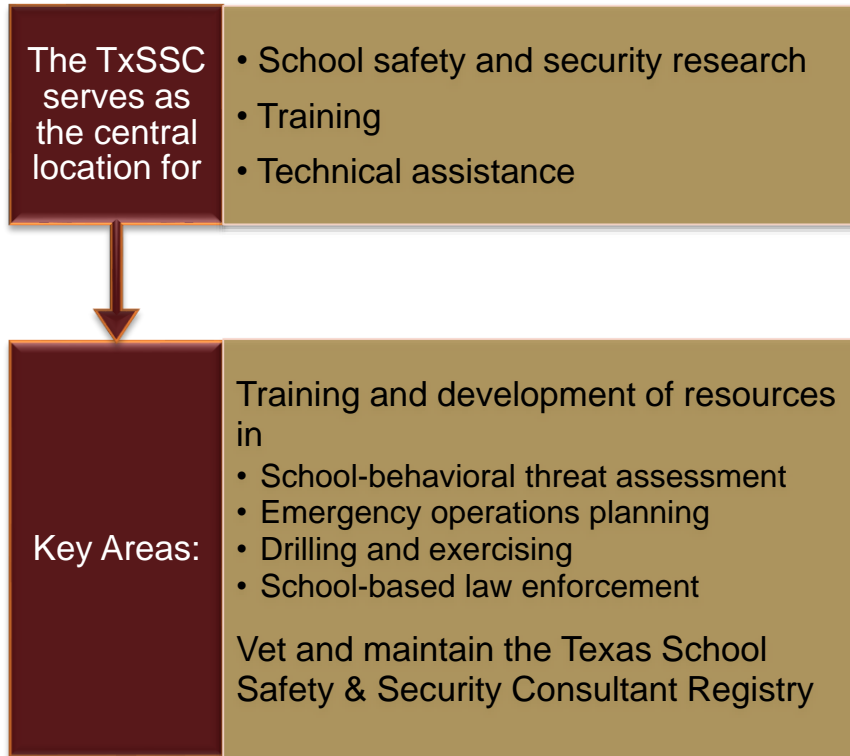 The TxSSC
serves as
the central
location for
• School safety and security research
• Training
• Technical assistance
Key Areas:
Training and development of resources
in
• School-behavioral threat assessment
• Emergency operations planning
• Drilling and exercising
• School-based law enforcement
Vet and maintain the Texas School
Safety & Security Consultant Registry